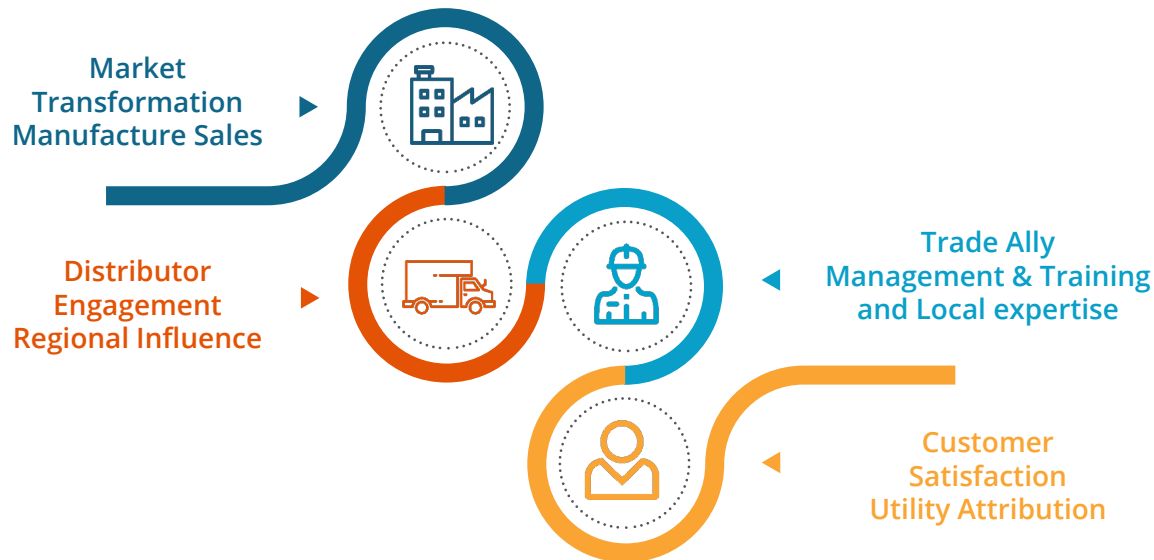 Market
Transformation
Manufacture Sales
Distributor
Engagement
Regional Influence
Trade Ally
Management & Training
and Local expertise
Customer
Satisfaction
Utility Attribution